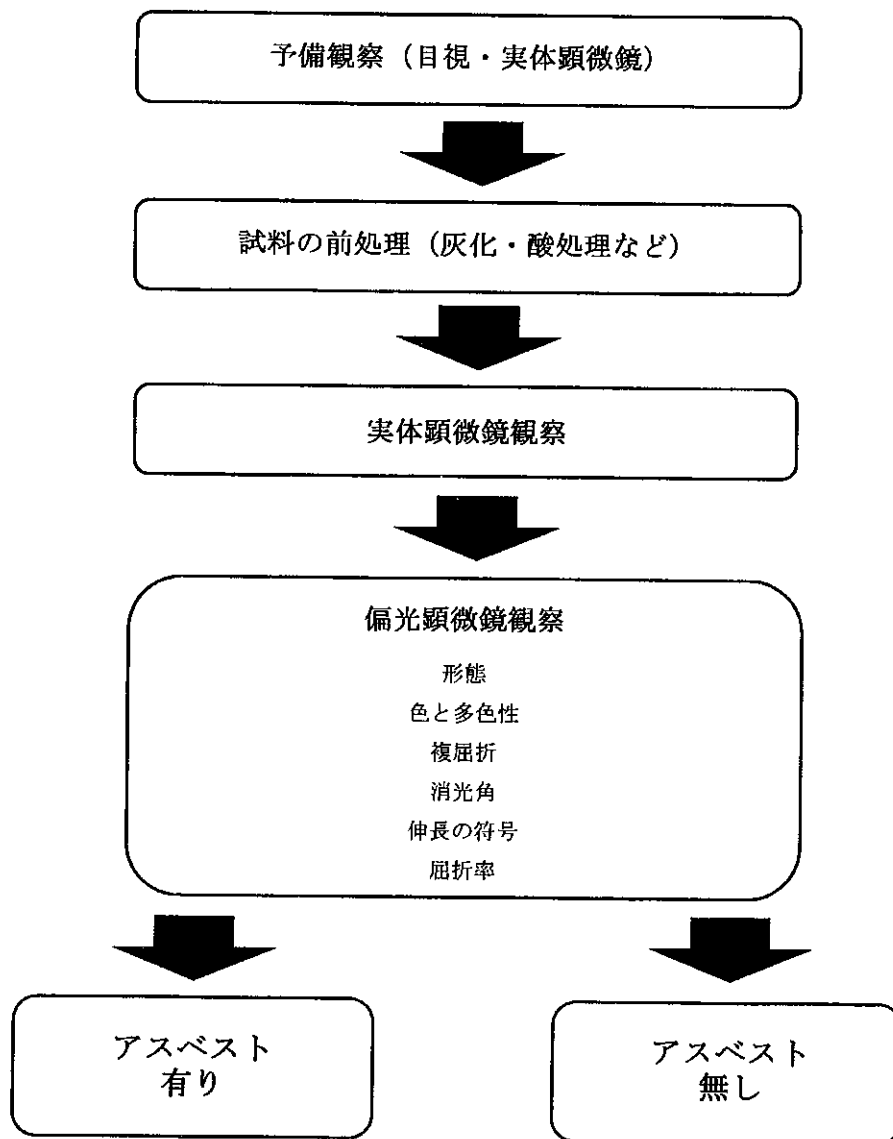 予備観察（目視・実体顕微鏡）
試料の前処理（灰化・酸処理など）
実体顕微鏡観察
偏光顕微鏡観察
形態
色と多色性
複屈折
消光角
伸長の符号
屈折率
アスベスト
有り
アスベスト
無し